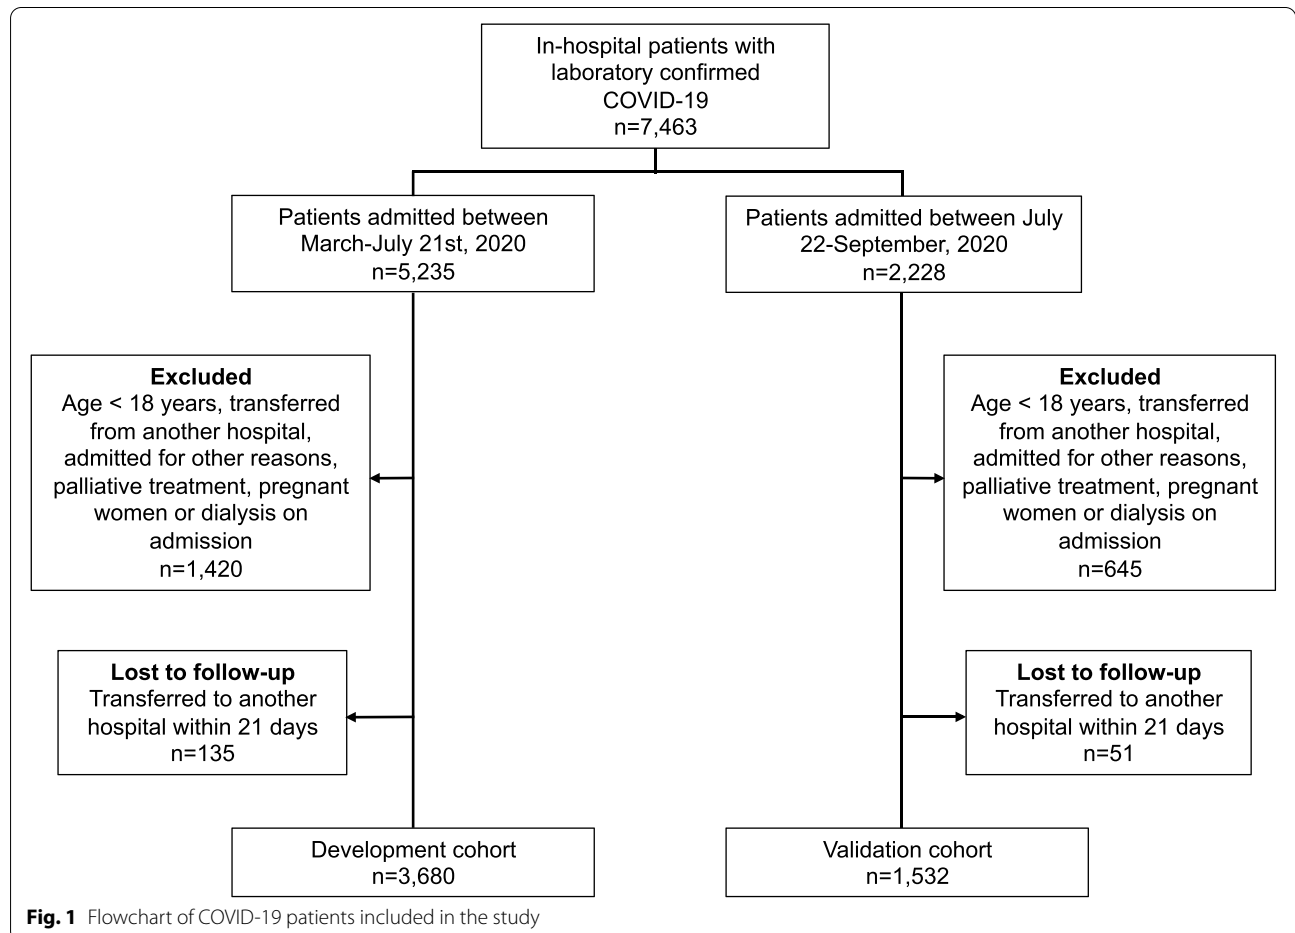 In-hospital patients with
laboratory confirmed
COVID-19
n=7,463
Patients admitted between
March-July 21st, 2020
n=5,235
Patients admitted between July
22-September, 2020
n=2,228
Excluded
Age < 18 years, transferred
from another hospital,
admitted for other reasons,
palliative treatment, pregnant
women or dialysis on
admission
n=1,420
Excluded
Age < 18 years, transferred
from another hospital,
admitted for other reasons,
palliative treatment, pregnant
women or dialysis on
admission
n=645
Lost to follow-up
Transferred to another
hospital within 21 days
n=135
Lost to follow-up
Transferred to another
hospital within 21 days
n=51
Development cohort
n=3,680
Validation cohort
n=1,532
Fig. 1 Flowchart of COVID-19 patients included in the study